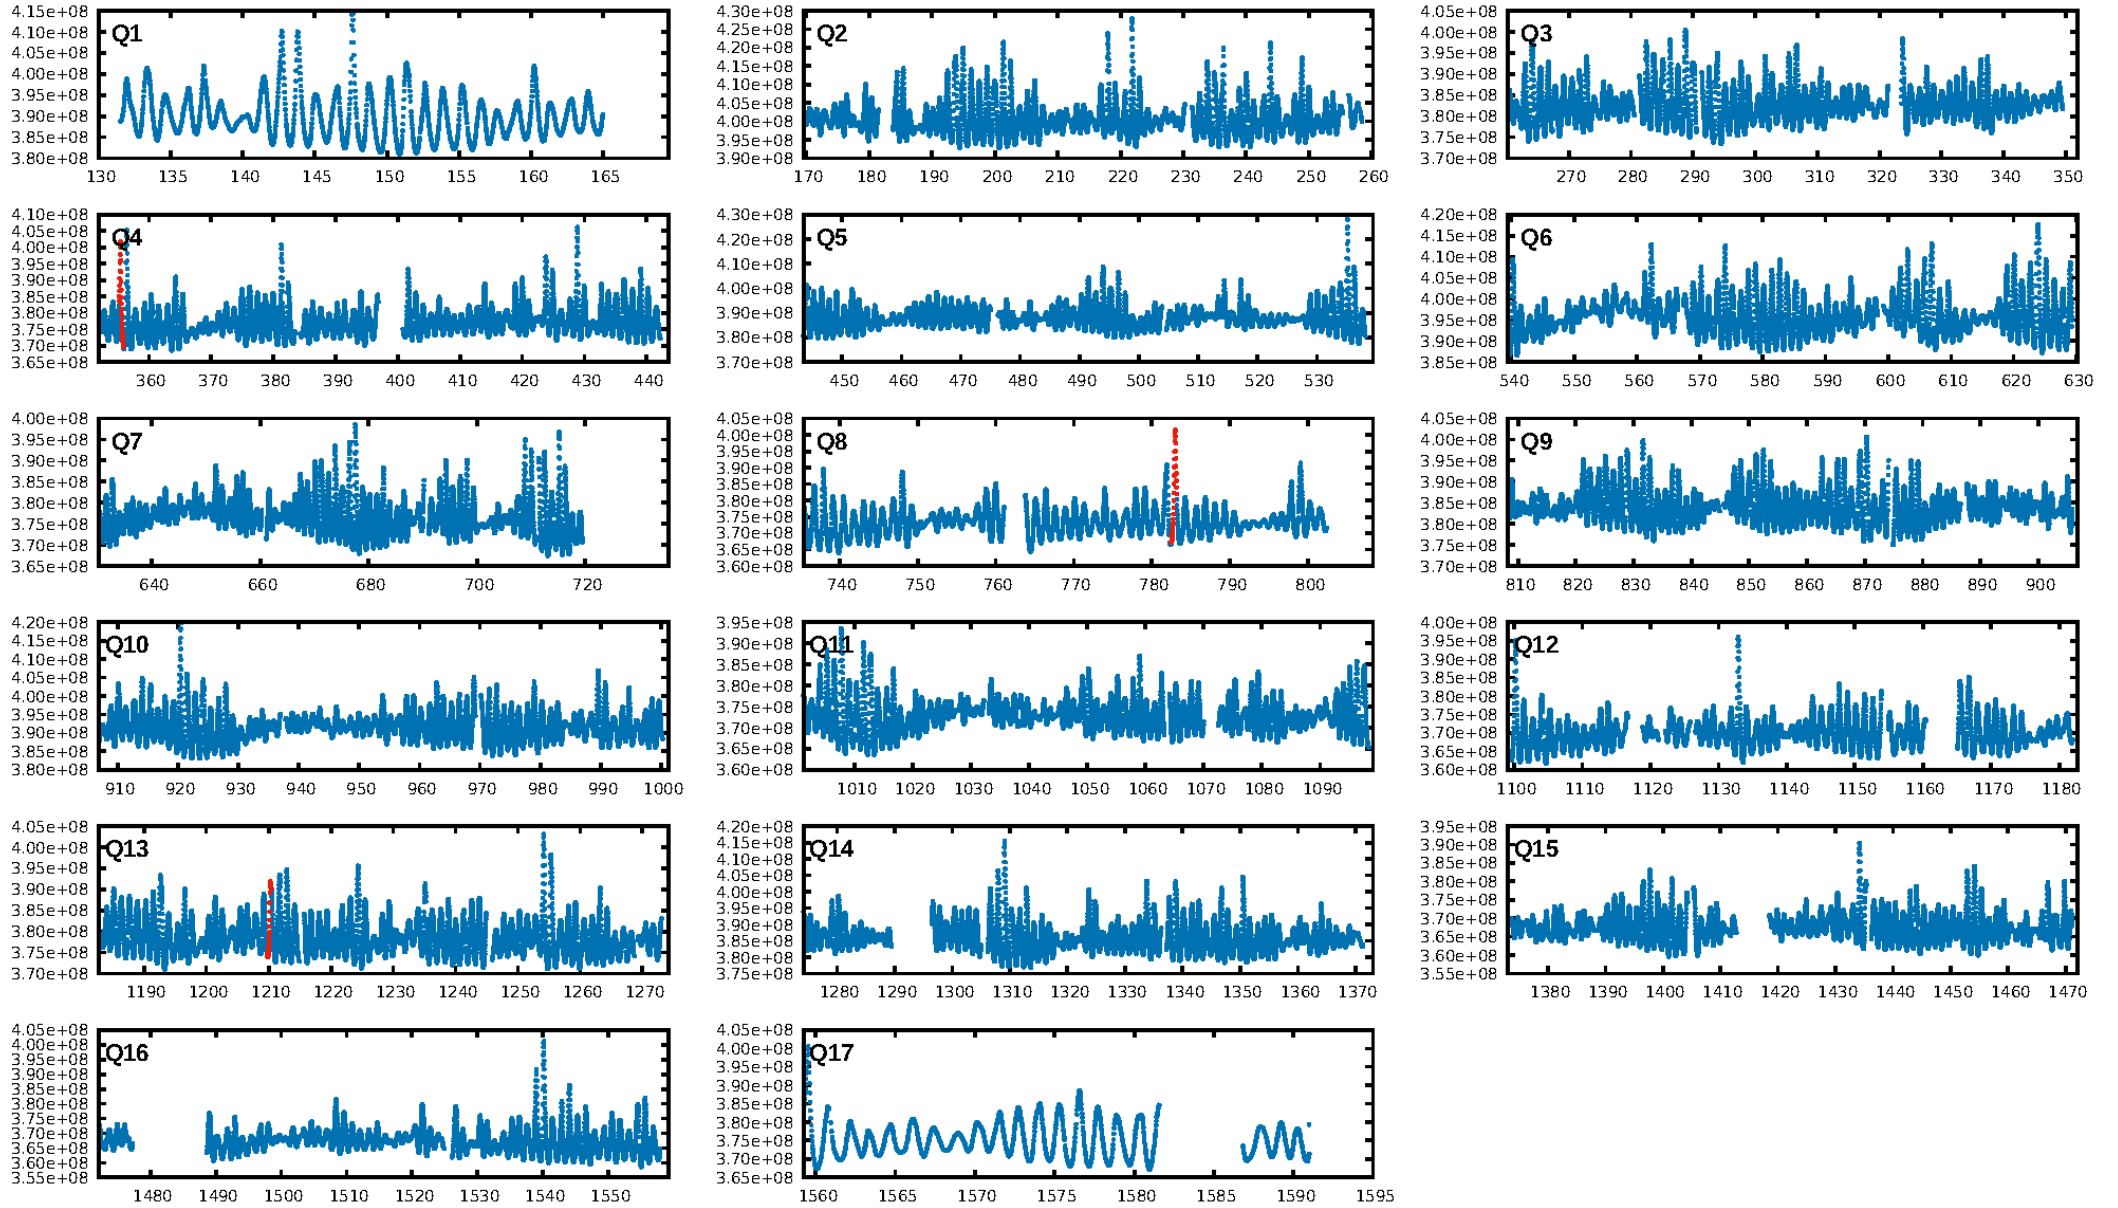 4.15e+08
4.10e+08
4.05e+08
4.00e+08
3.95e+08
3.90e+08
3.85e+08
3.80e+08
Q1
130 135 140 145 150 155 160 165
4.30e+08
4.25e+08
4.20e+08
4.15e+08
4.10e+08
4.05e+08
4.00e+08
3.95e+08
3.90e+08
Q2
170 180 190 200 210 220 230 240 250 260
4.05e+08
4.00e+08
3.95e+08
3.90e+08
3.85e+08
3.80e+08
3.75e+08
3.70e+08
Q3
270 280 290 300 310 320 330 340 350
4.10e+08
4.05e+08
4.00e+08
3.95e+08
3.90e+08
3.85e+08
3.80e+08
3.75e+08
3.70e+08
3.65e+08
Q4
360 370 380 390 400 410 420 430 440
4.30e+08
4.20e+08
4.10e+08
4.00e+08
3.90e+08
3.80e+08
3.70e+08
Q5
450 460 470 480 490 500 510 520 530
4.20e+08
4.15e+08
4.10e+08
4.05e+08
4.00e+08
3.95e+08
3.90e+08
3.85e+08
Q6
540 550 560 570 580 590 600 610 620 630
4.00e+08
3.95e+08
3.90e+08
3.85e+08
3.80e+08
3.75e+08
3.70e+08
3.65e+08
Q7
640 660 680 700 720
4.05e+08
4.00e+08
3.95e+08
3.90e+08
3.85e+08
3.80e+08
3.75e+08
3.70e+08
3.65e+08
3.60e+08
Q8
740 750 760 770 780 790 800
4.05e+08
4.00e+08
3.95e+08
3.90e+08
3.85e+08
3.80e+08
3.75e+08
3.70e+08
Q9
810 820 830 840 850 860 870 880 890 900
4.20e+08
4.15e+08
4.10e+08
4.05e+08
4.00e+08
3.95e+08
3.90e+08
3.85e+08
3.80e+08
Q10
910 920 930 940 950 960 970 980 990 1000
3.95e+08
3.90e+08
3.85e+08
3.80e+08
3.75e+08
3.70e+08
3.65e+08
3.60e+08
Q11
1010 1020 1030 1040 1050 1060 1070 1080 1090
4.00e+08
3.95e+08
3.90e+08
3.85e+08
3.80e+08
3.75e+08
3.70e+08
3.65e+08
3.60e+08
Q12
1100 1110 1120 1130 1140 1150 1160 1170 1180
4.05e+08
4.00e+08
3.95e+08
3.90e+08
3.85e+08
3.80e+08
3.75e+08
3.70e+08
Q13
1190 1200 1210 1220 1230 1240 1250 1260 1270
4.20e+08
4.15e+08
4.10e+08
4.05e+08
4.00e+08
3.95e+08
3.90e+08
3.85e+08
3.80e+08
3.75e+08
Q14
1280 1290 1300 1310 1320 1330 1340 1350 1360 1370
3.95e+08
3.90e+08
3.85e+08
3.80e+08
3.75e+08
3.70e+08
3.65e+08
3.60e+08
3.55e+08
Q15
1380 1390 1400 1410 1420 1430 1440 1450 1460 1470
4.05e+08
4.00e+08
3.95e+08
3.90e+08
3.85e+08
3.80e+08
3.75e+08
3.70e+08
3.65e+08
3.60e+08
3.55e+08
Q16
1480 1490 1500 1510 1520 1530 1540 1550
4.05e+08
4.00e+08
3.95e+08
3.90e+08
3.85e+08
3.80e+08
3.75e+08
3.70e+08
3.65e+08
Q17
1560 1565 1570 1575 1580 1585 1590 1595